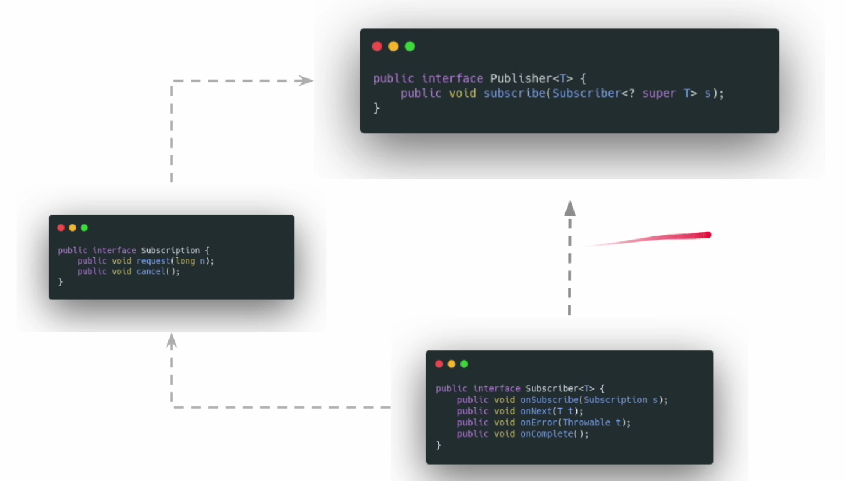 public interface Publisher<T> {
    public void subscribe(Subscriber<? super T> s);
}
public interface Subscription {
    public void request(long n);
    public void cancel();
}
public interface Subscriber<T> {
    public void onSubscribe(Subscription s);
    public void onNext(T t);
    public void onError(Throwable t);
    public void onComplete();
}